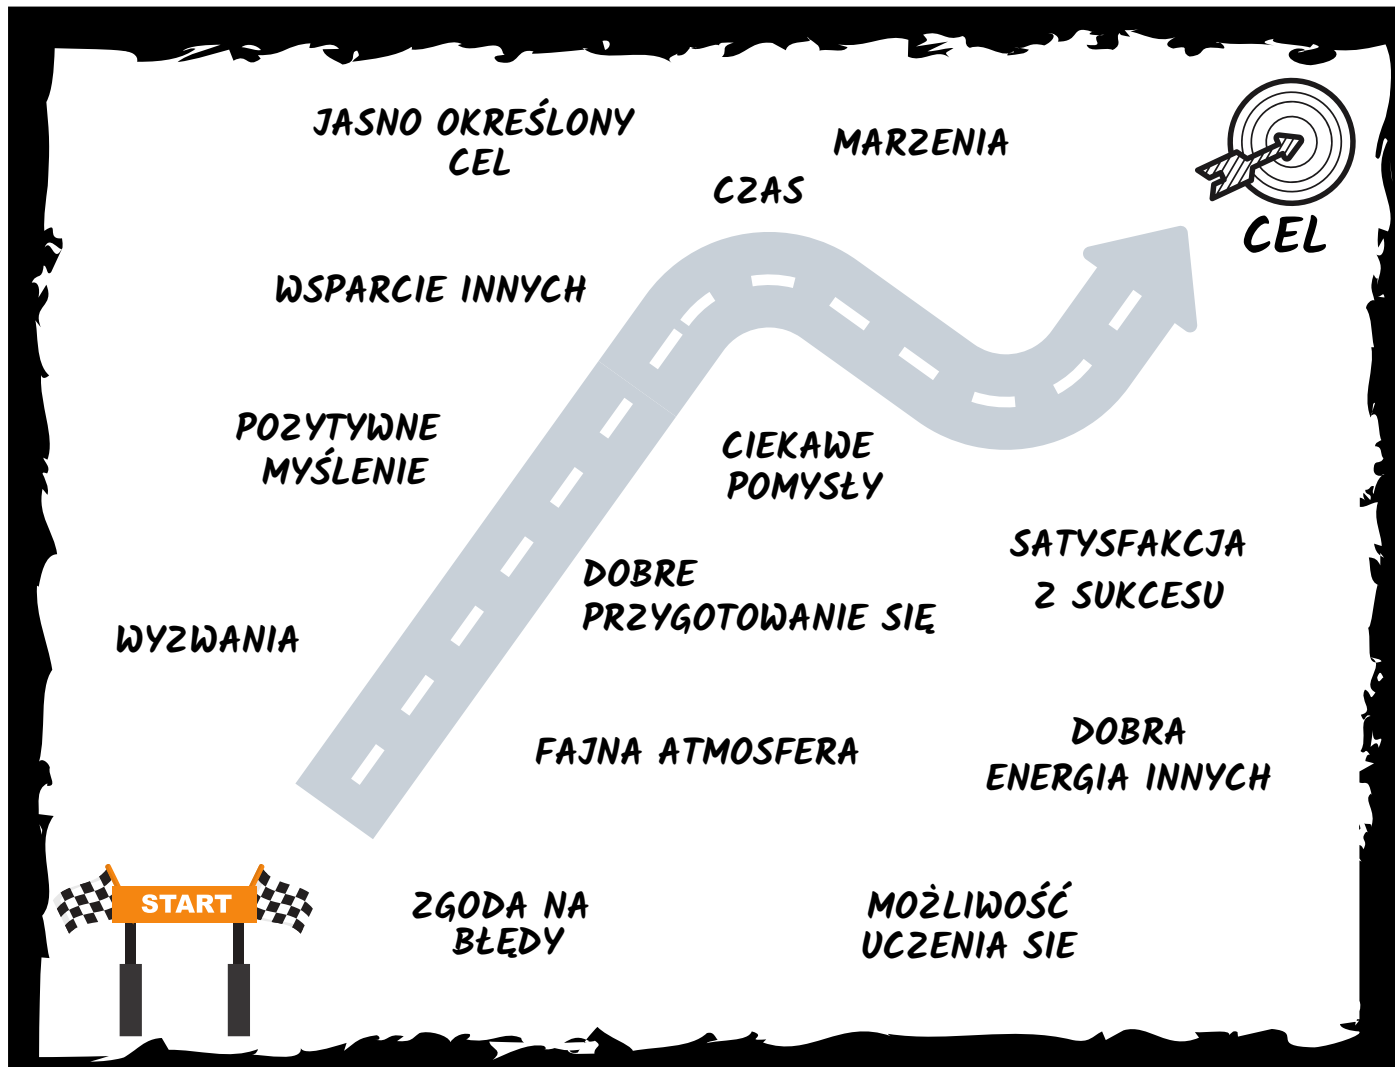 JASNO OKREŚLONY
CEL
MARZENIA
CZAS
CEL
WSPARCIE INNYCH
POZYTYWNE
MYŚLENIE
CIEKAWE
POMYSŁY
SATYSFAKCJA
Z SUKCESU
DOBRE
PRZYGOTOWANIE SIĘ
WYZWANIA
FAJNA ATMOSFERA
DOBRA
ENERGIA INNYCH
START
ZGODA NA
BŁĘDY
MOŻLIWOŚĆ
UCZENIA SIE